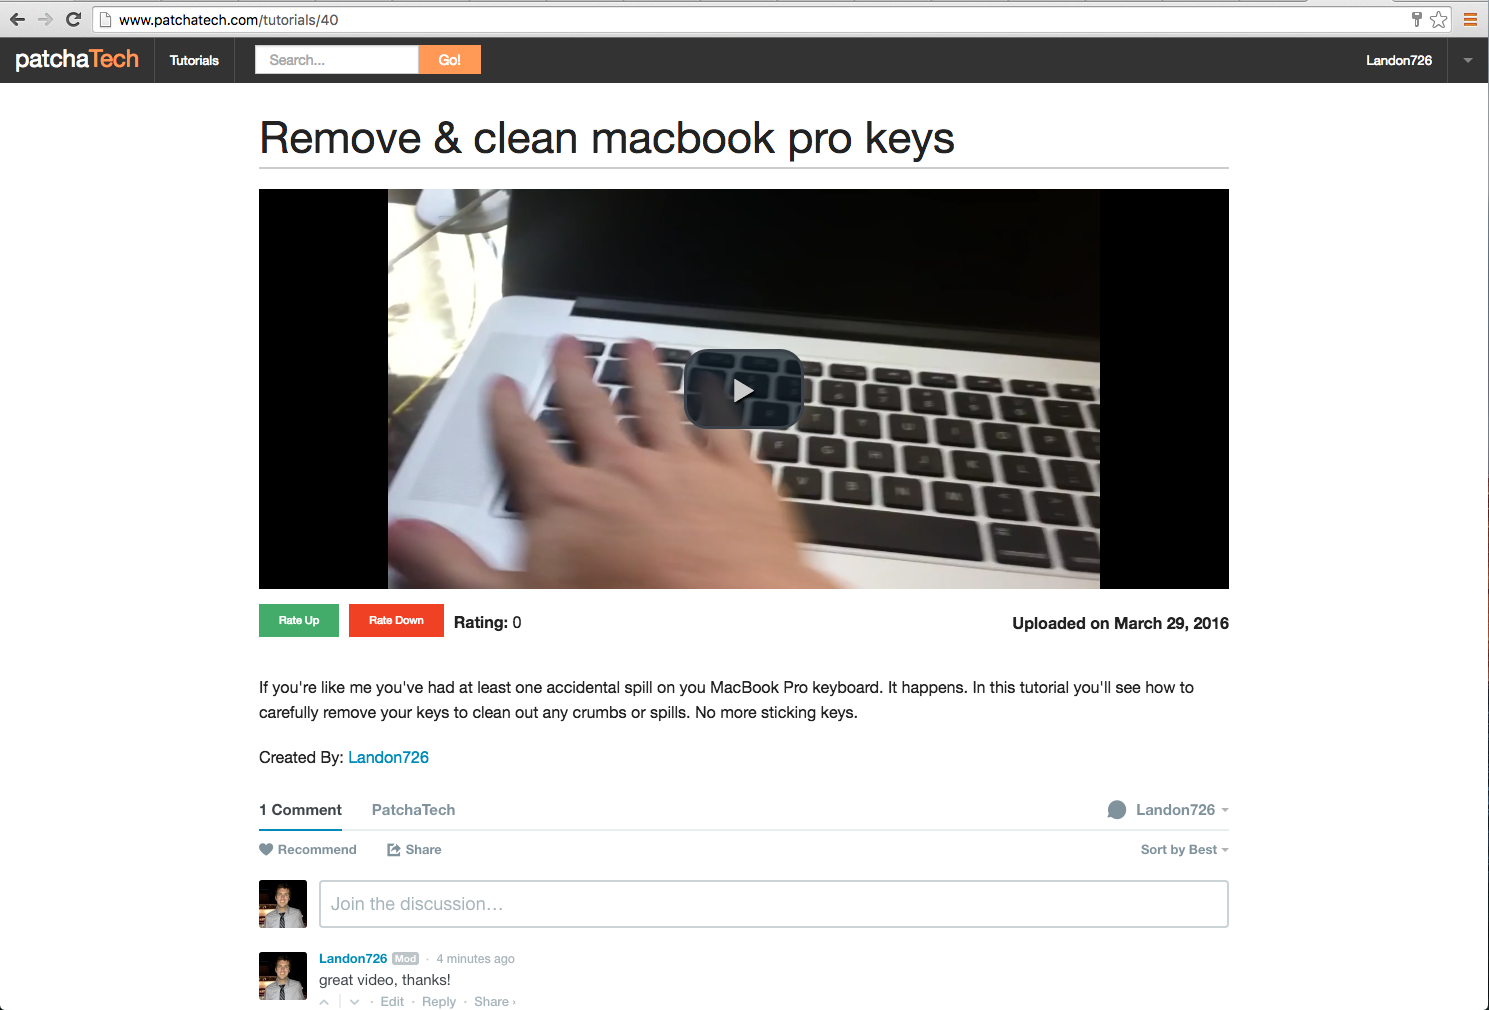 www.patchatech.com/tutorials/40
patchaTech Tutorials Search... Go! Landon726
Remove & clean macbook pro keys
Rate Up Rate Down Rating: 0 Uploaded on March 29, 2016
If you're like me you've had at least one accidental spill on you MacBook Pro keyboard. It happens. In this tutorial you'll see how to
carefully remove your keys to clean out any crumbs or spills. No more sticking keys.
Created By: Landon726
1 Comment PatchaTech Landon726
Recommend Share Sort by Best
Join the discussion...
Landon726 Mod · 4 minutes ago
great video, thanks!
· Edit · Reply · Share ›